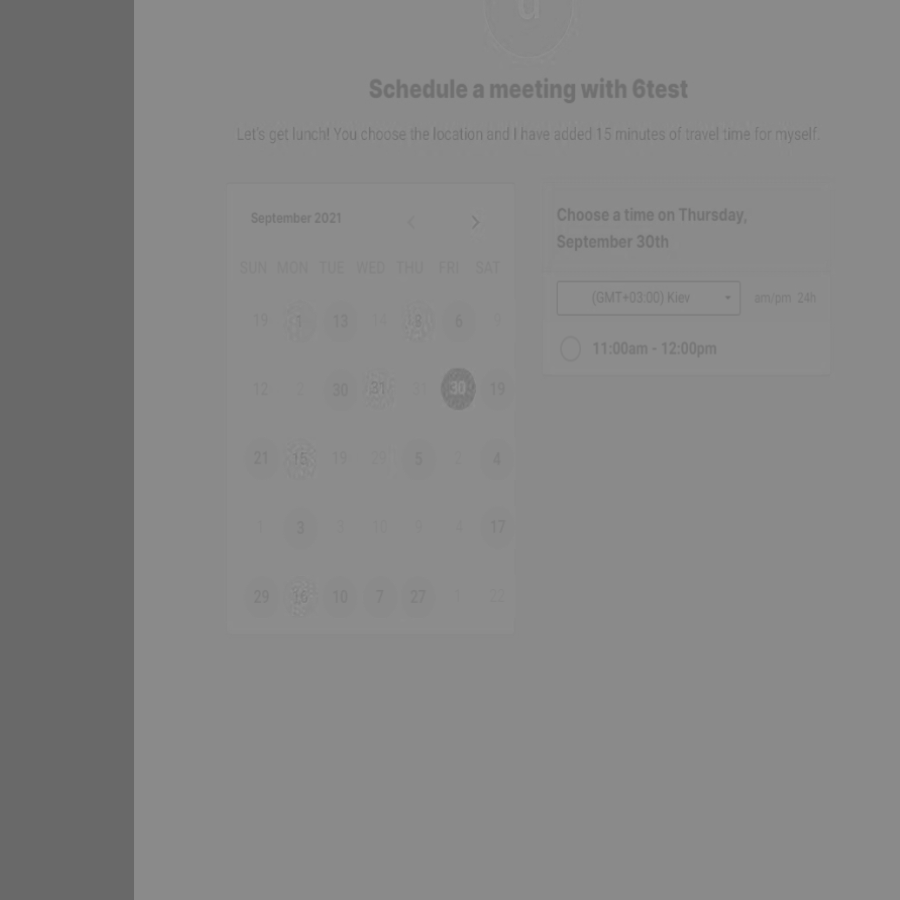 Schedule a meeting with 6test
Let's get lunch! You choose the location and I have added 15 minutes of travel time for myself.
September 2021
SUN MON TUE WED THU FRI SAT
19 13 14 6 9
12 2 30 31 30 19
21 15 19 29 5 2 4
4 3 8 10 9 4 17
29 16 10 7 27 1 22
Choose a time on Thursday,
September 30th
(GMT+03:00) Kiev am/pm 24h
11:00am - 12:00pm